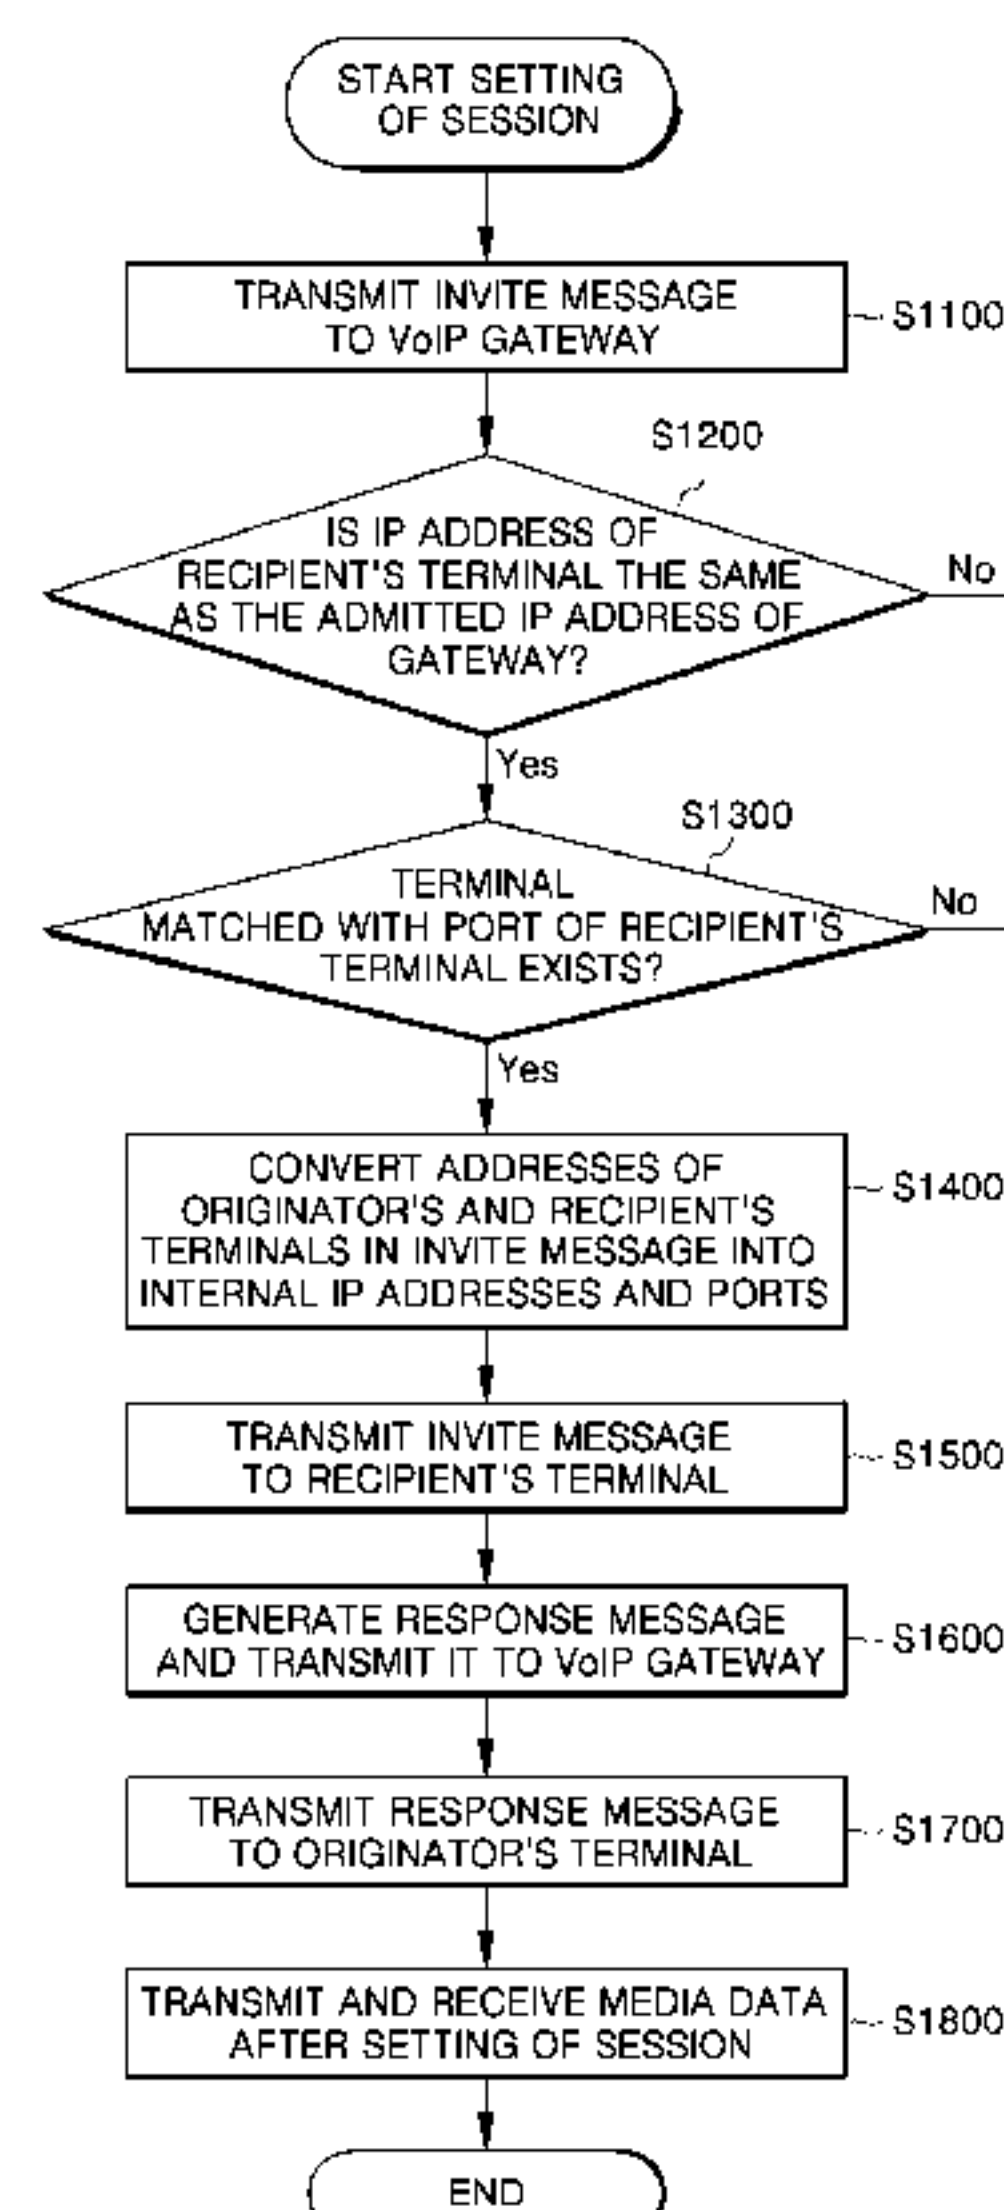 START SETTING
OF SESSION
TRANSMIT INVITE MESSAGE
TO VoIP GATEWAY
S1100
S1200
IS IP ADDRESS OF
RECIPIENT'S TERMINAL THE SAME
AS THE ADMITTED IP ADDRESS OF
GATEWAY?
No
Yes
S1300
TERMINAL
MATCHED WITH PORT OF RECIPIENT'S
TERMINAL EXISTS?
No
Yes
CONVERT ADDRESSES OF
ORIGINATOR'S AND RECIPIENT'S
TERMINALS IN INVITE MESSAGE INTO
INTERNAL IP ADDRESSES AND PORTS
S1400
TRANSMIT INVITE MESSAGE
TO RECIPIENT'S TERMINAL
S1500
GENERATE RESPONSE MESSAGE
AND TRANSMIT IT TO VoIP GATEWAY
S1600
TRANSMIT RESPONSE MESSAGE
TO ORIGINATOR'S TERMINAL
S1700
TRANSMIT AND RECEIVE MEDIA DATA
AFTER SETTING OF SESSION
S1800
END